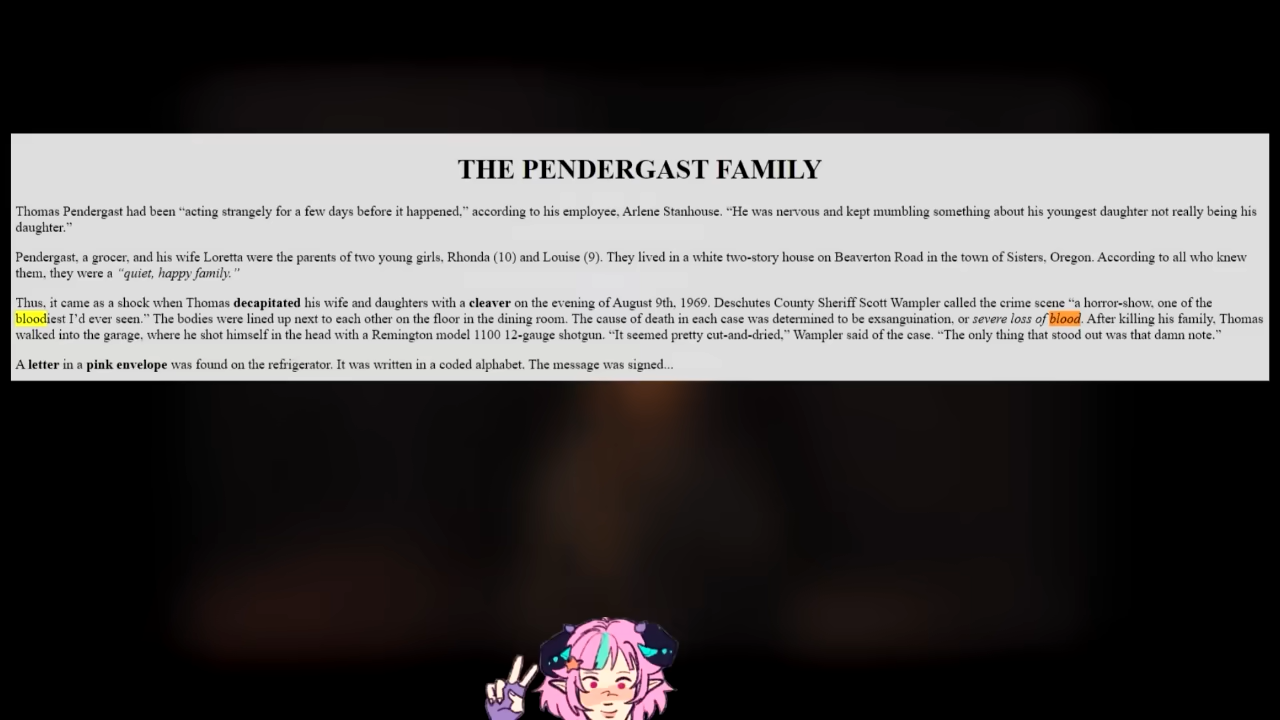 THE PENDERGAST FAMILY
Thomas Pendergast had been “acting strangely for a few days before it happened,” according to his employee, Arlene Stanhouse. “He was nervous and kept mumbling something about his youngest daughter not really being his
daughter.”
Pendergast, a grocer, and his wife Loretta were the parents of two young girls, Rhonda (10) and Louise (9). They lived in a white two-story house on Beaverton Road in the town of Sisters, Oregon. According to all who knew
them, they were a “quiet, happy family.”
Thus, it came as a shock when Thomas decapitated his wife and daughters with a cleaver on the evening of August 9th, 1969. Deschutes County Sheriff Scott Wampler called the crime scene “a horror-show, one of the
bloodiest I’d ever seen.” The bodies were lined up next to each other on the floor in the dining room. The cause of death in each case was determined to be exsanguination, or severe loss of blood. After killing his family, Thomas
walked into the garage, where he shot himself in the head with a Remington model 1100 12-gauge shotgun. “It seemed pretty cut-and-dried,” Wampler said of the case. “The only thing that stood out was that damn note.”
A letter in a pink envelope was found on the refrigerator. It was written in a coded alphabet. The message was signed...